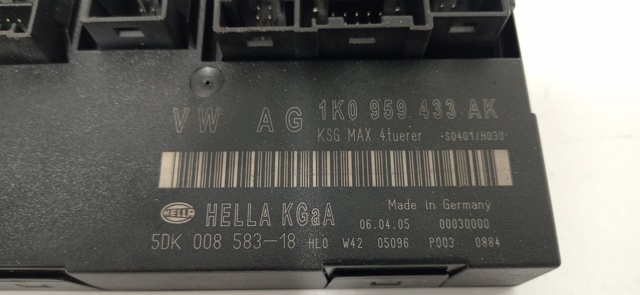 VW AG 1K0 959 433 AK
KSG MAX 4tuerer -S0401/H030-
Made in Germany
HELLA HELLA KGaA 06.04.05 00030000
5DK 008 583-18 HL0 W42 05096 P003 0884